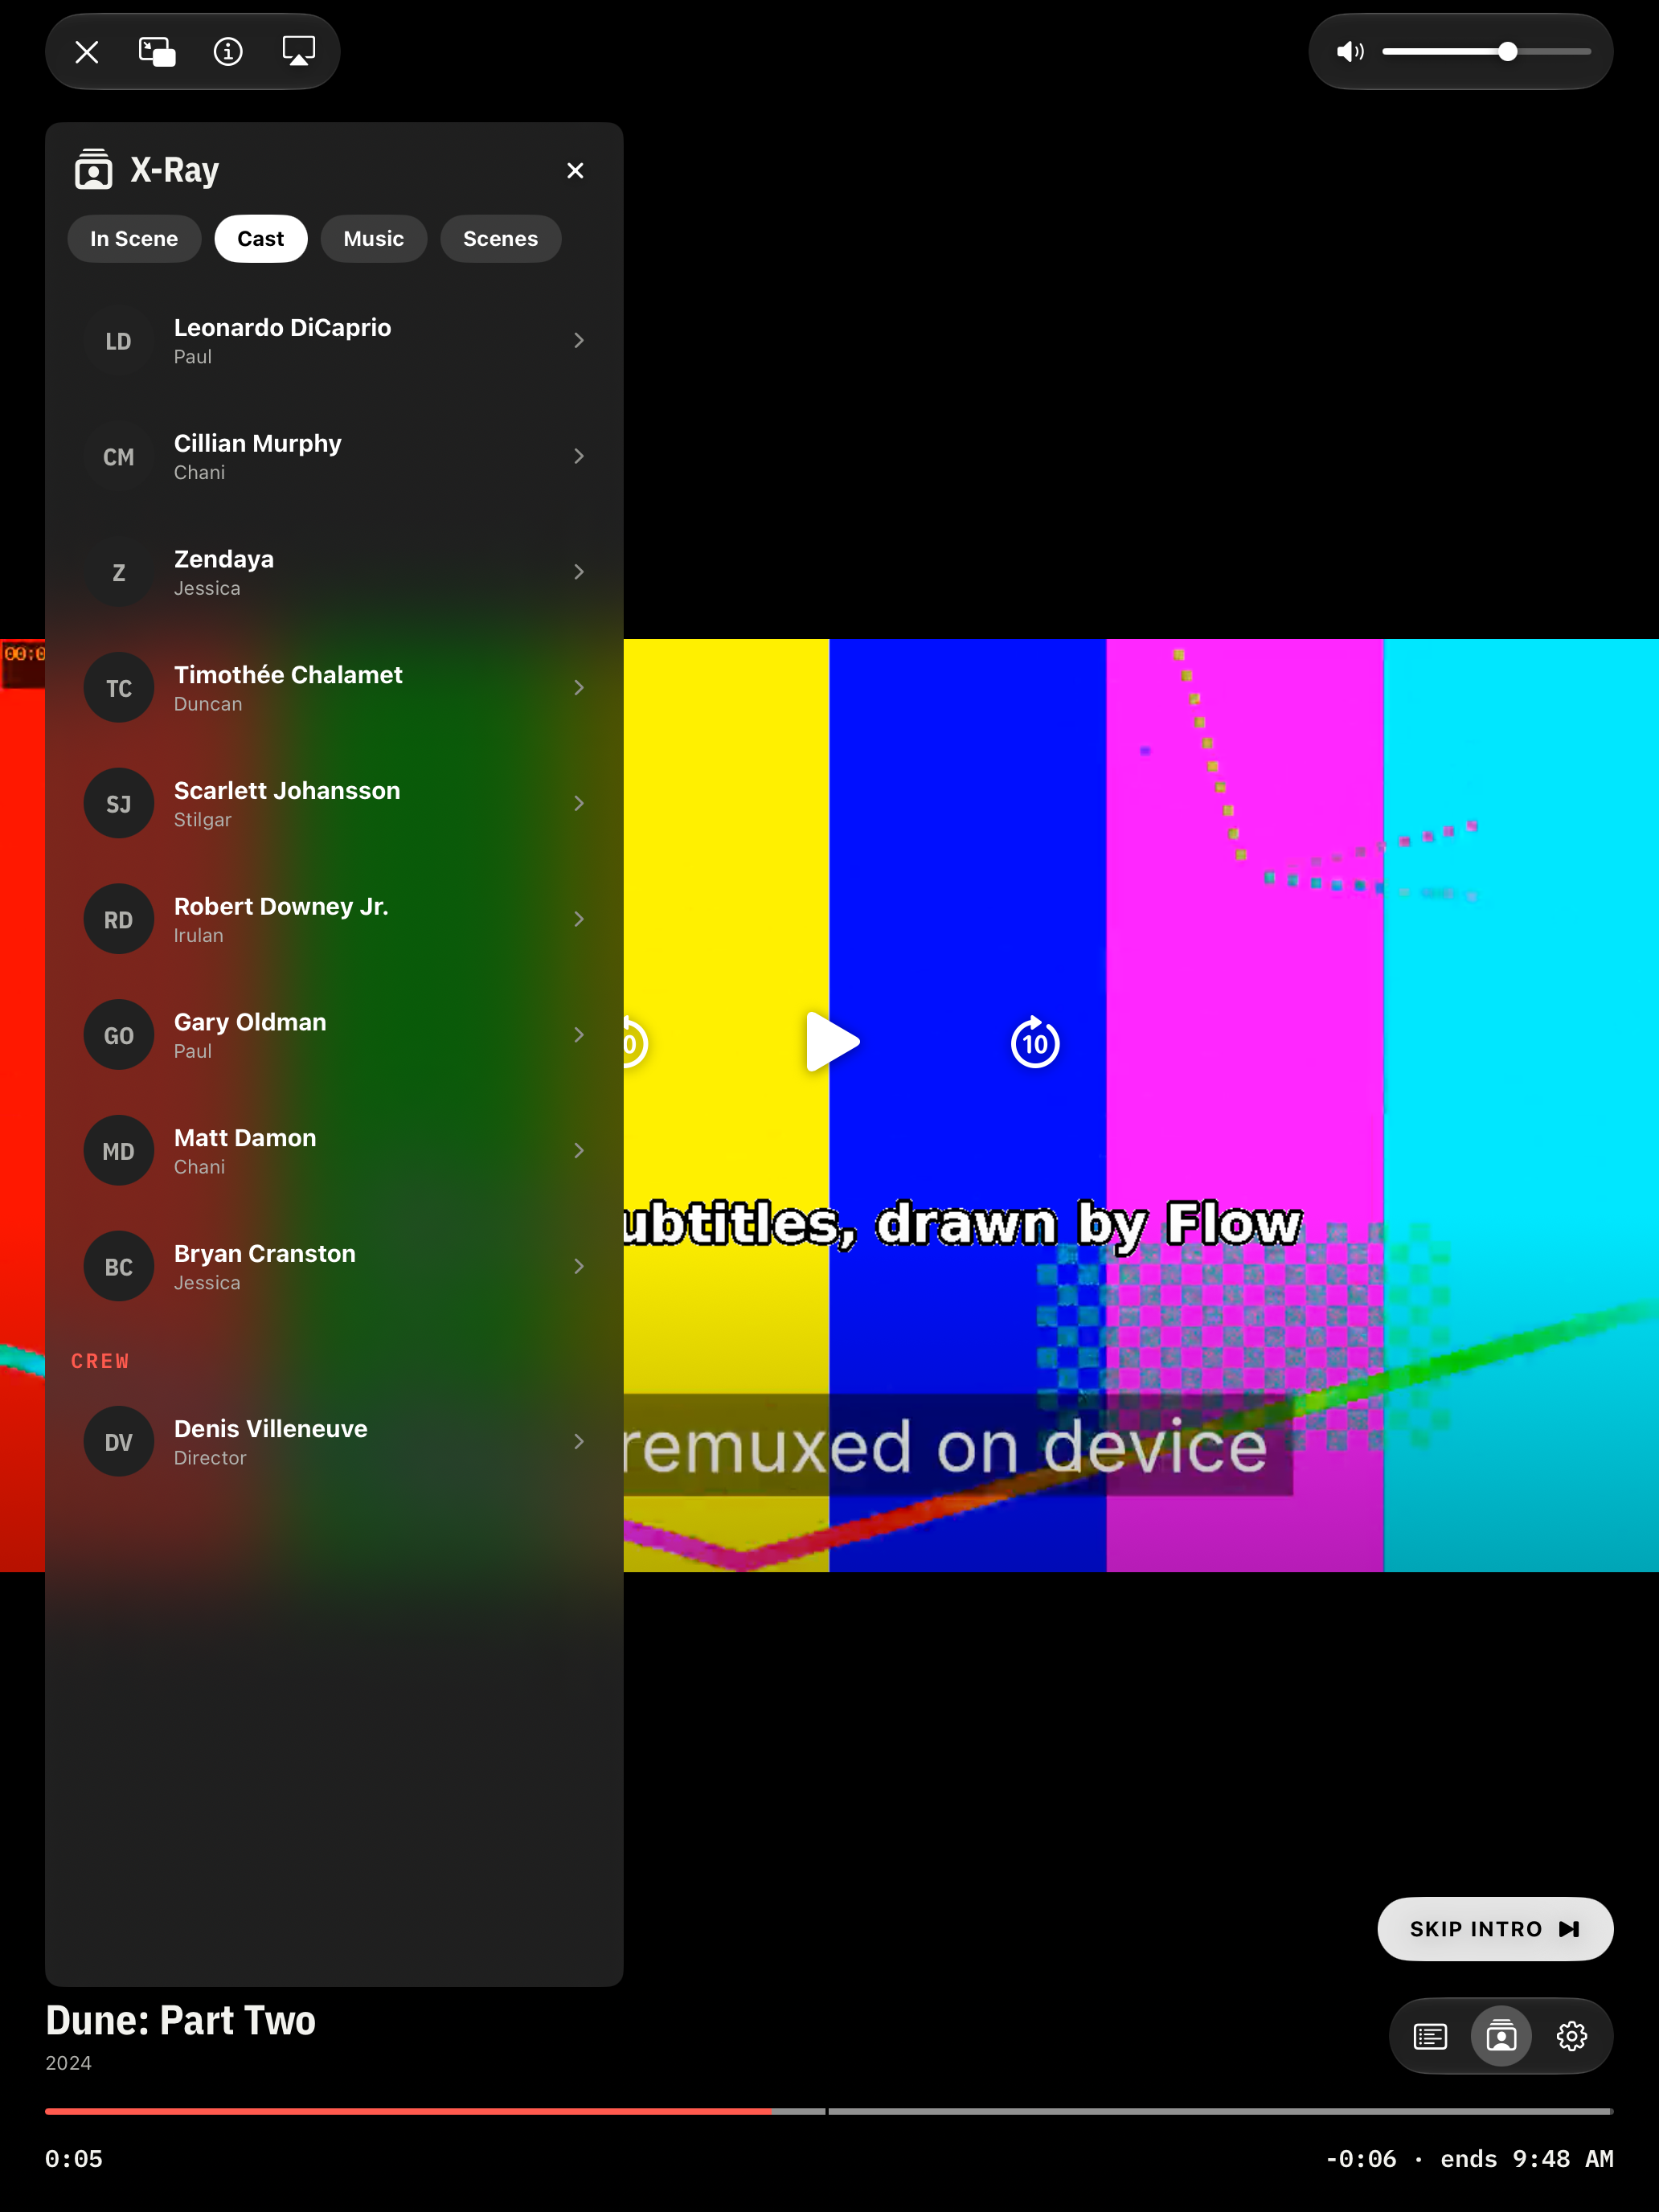 X-Ray
In Scene
Cast
Music
Scenes
LD
Leonardo DiCaprio
Paul
CM
Cillian Murphy
Chani
Z
Zendaya
Jessica
00:0
TC
Timothée Chalamet
Duncan
SJ
Scarlett Johansson
Stilgar
RD
Robert Downey Jr.
Irulan
GO
Gary Oldman
Paul
0
10
MD
Matt Damon
Chani
ubtitles, drawn by Flow
BC
Bryan Cranston
Jessica
CREW
DV
Denis Villeneuve
Director
remuxed on device
SKIP INTRO
Dune: Part Two
2024
0:05
-0:06 · ends 9:48 AM